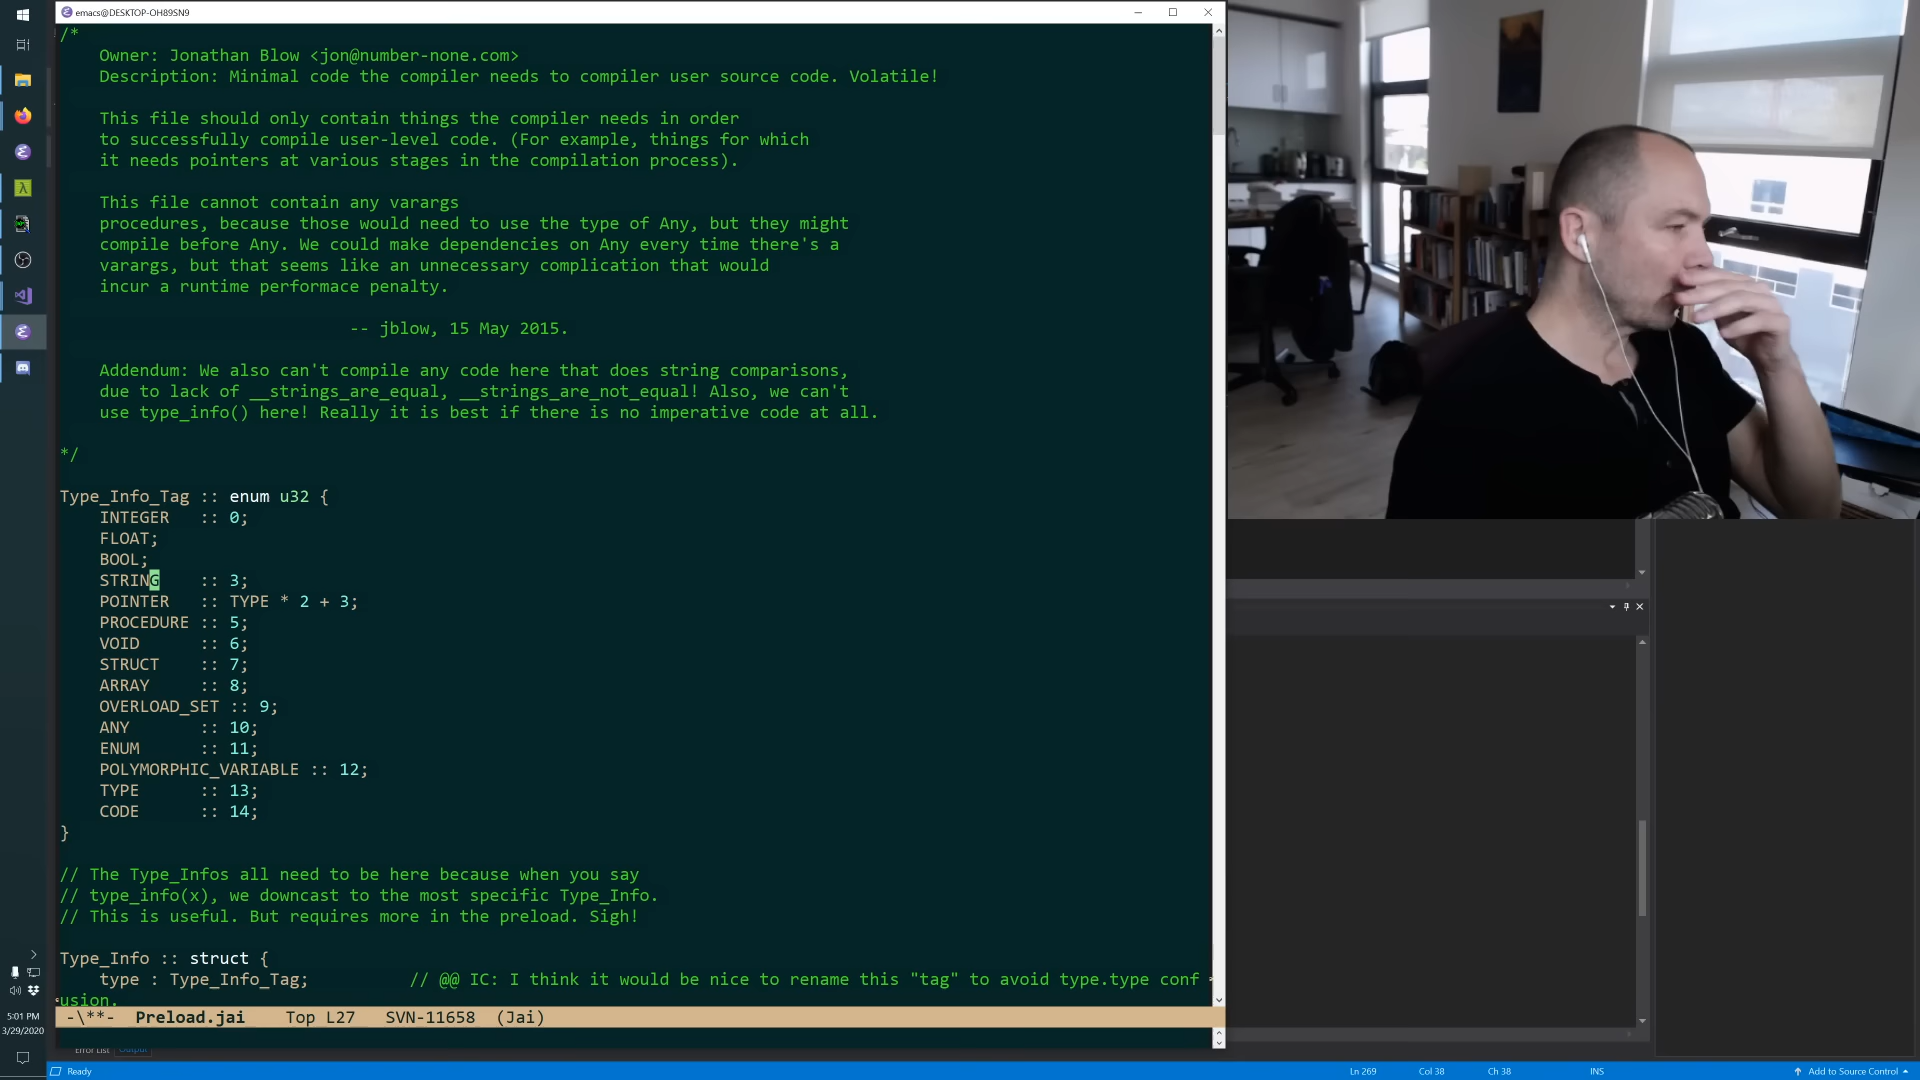 emacs@DESKTOP-OH89SN9
/*
Owner: Jonathan Blow <jon@number-none.com>
Description: Minimal code the compiler needs to compiler user source code. Volatile!
This file should only contain things the compiler needs in order
to successfully compile user-level code. (For example, things for which
it needs pointers at various stages in the compilation process).
This file cannot contain any varargs
procedures, because those would need to use the type of Any, but they might
compile before Any. We could make dependencies on Any every time there's a
varargs, but that seems like an unnecessary complication that would
incur a runtime performace penalty.
-- jblow, 15 May 2015.
Addendum: We also can't compile any code here that does string comparisons,
due to lack of __strings_are_equal, __strings_are_not_equal! Also, we can't
use type_info() here! Really it is best if there is no imperative code at all.
*/
Type_Info_Tag :: enum u32 {
INTEGER :: 0;
FLOAT;
BOOL;
STRING :: 3;
POINTER :: TYPE * 2 + 3;
PROCEDURE :: 5;
VOID :: 6;
STRUCT :: 7;
ARRAY :: 8;
OVERLOAD_SET :: 9;
ANY :: 10;
ENUM :: 11;
POLYMORPHIC_VARIABLE :: 12;
TYPE :: 13;
CODE :: 14;
}
// The Type_Infos all need to be here because when you say
// type_info(x), we downcast to the most specific Type_Info.
// This is useful. But requires more in the preload. Sigh!
Type_Info :: struct {
type : Type_Info_Tag; // @@ IC: I think it would be nice to rename this "tag" to avoid type.type conf
usion.
-\**- Preload.jai Top L27 SVN-11658 (Jai)
Error List Output
5:01 PM
3/29/2020
Ready Ln 269 Col 38 Ch 38 INS Add to Source Control